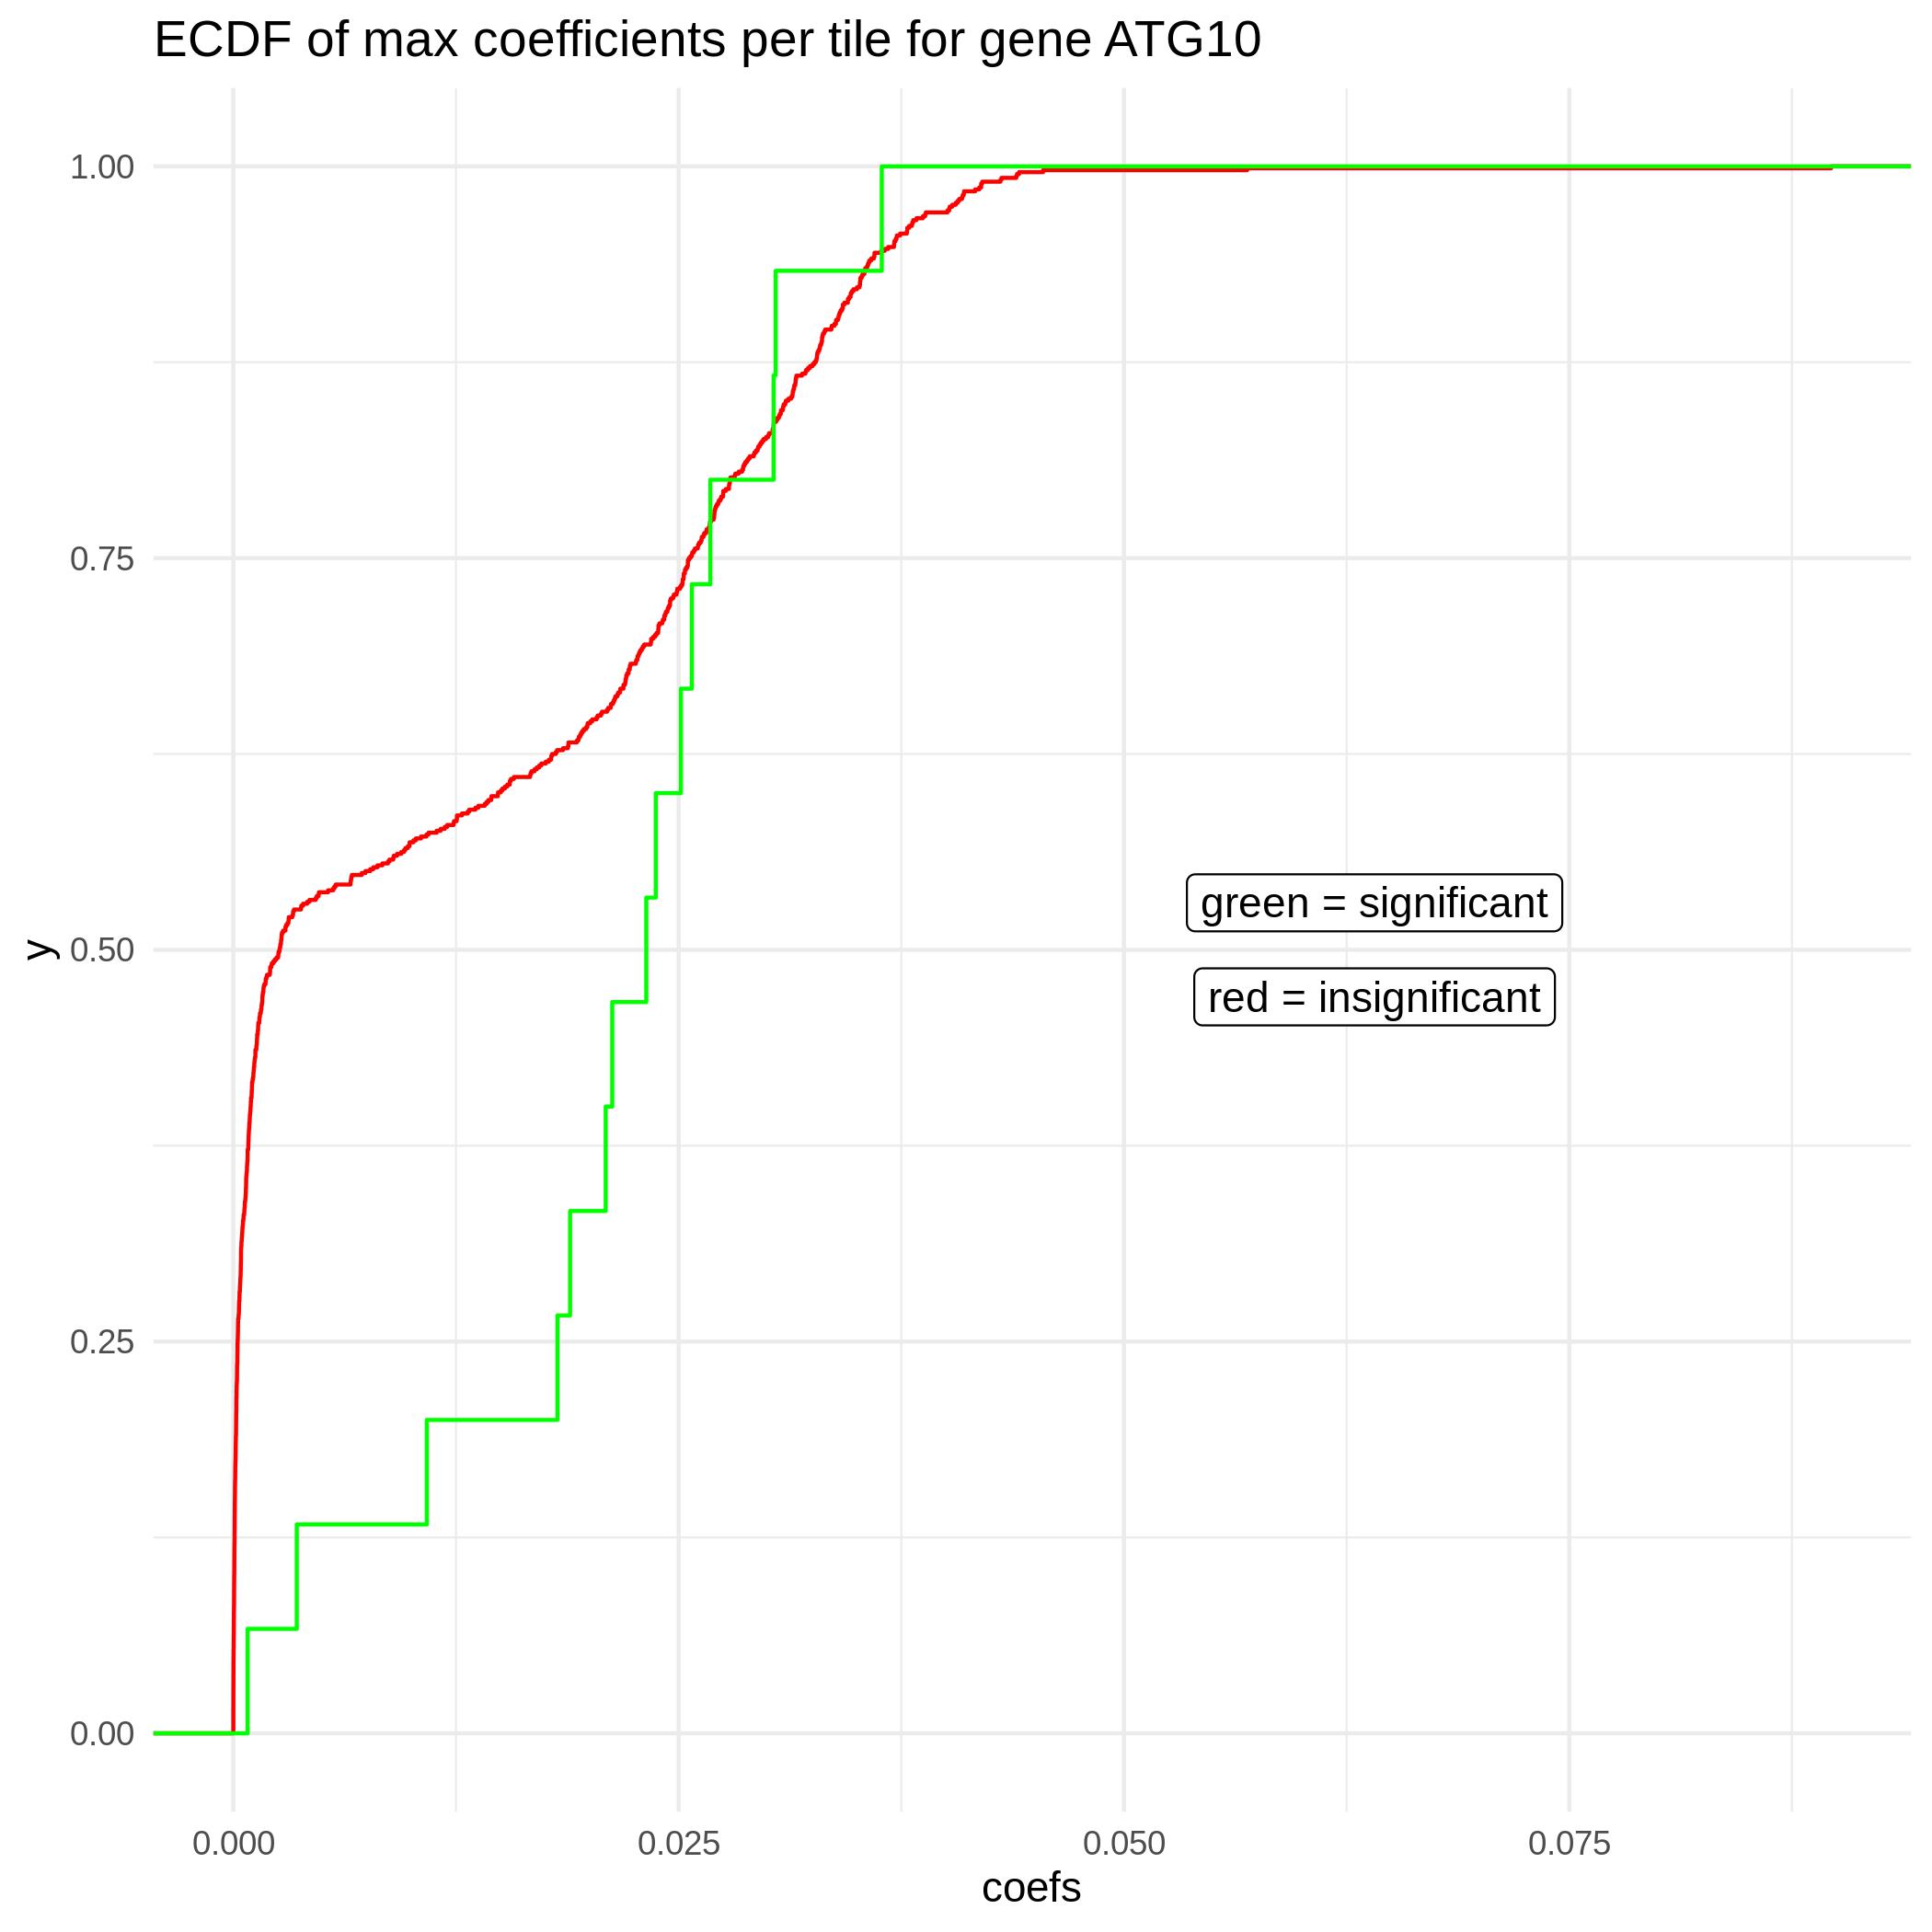 ECDF of max coefficients per tile for gene ATG10
1.00
0.75
0.50
0.25
0.00
y
green = significant
red = insignificant
0.000 0.025 0.050 0.075
coefs